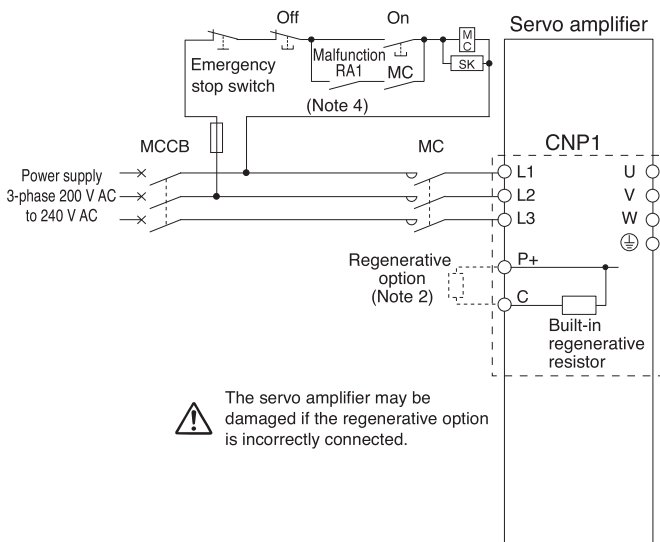 Off
On
Servo amplifier
Emergency
stop switch
Malfunction
RA1
MC
M
C
SK
(Note 4)
MCCB
MC
CNP1
Power supply
3-phase 200 V AC
to 240 V AC
L1
L2
L3
U
V
W
Regenerative
option
(Note 2)
P+
C
Built-in
regenerative
resistor
The servo amplifier may be
damaged if the regenerative option
is incorrectly connected.